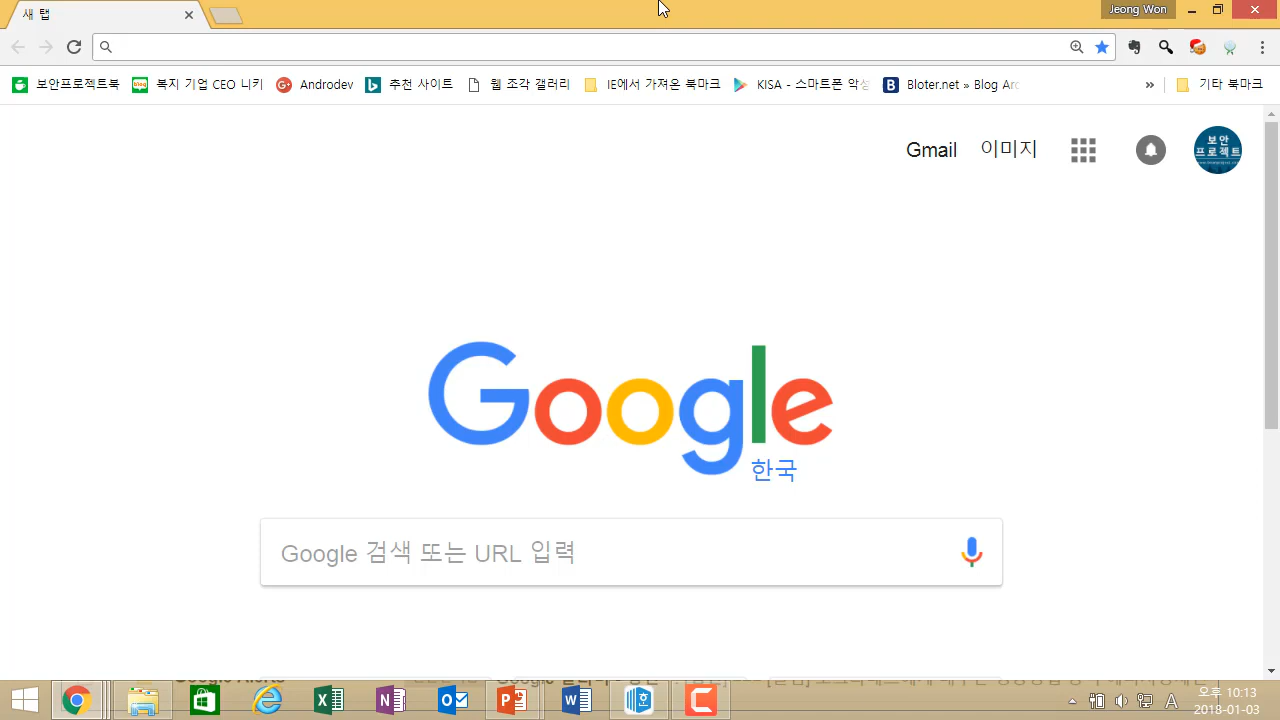 새 탭
Jeong Won
보안프로젝트북
복지 기업 CEO 니키
Androdev
추천 사이트
웹 조각 갤러리
IE에서 가져온 북마크
KISA - 스마트폰 악성
Bloter.net » Blog Arc
»
기타 북마크
Gmail
이미지
보안
프로젝트
Google
한국
Google 검색 또는 URL 입력
Google Alerts
오후 10:13
A
2018-01-03